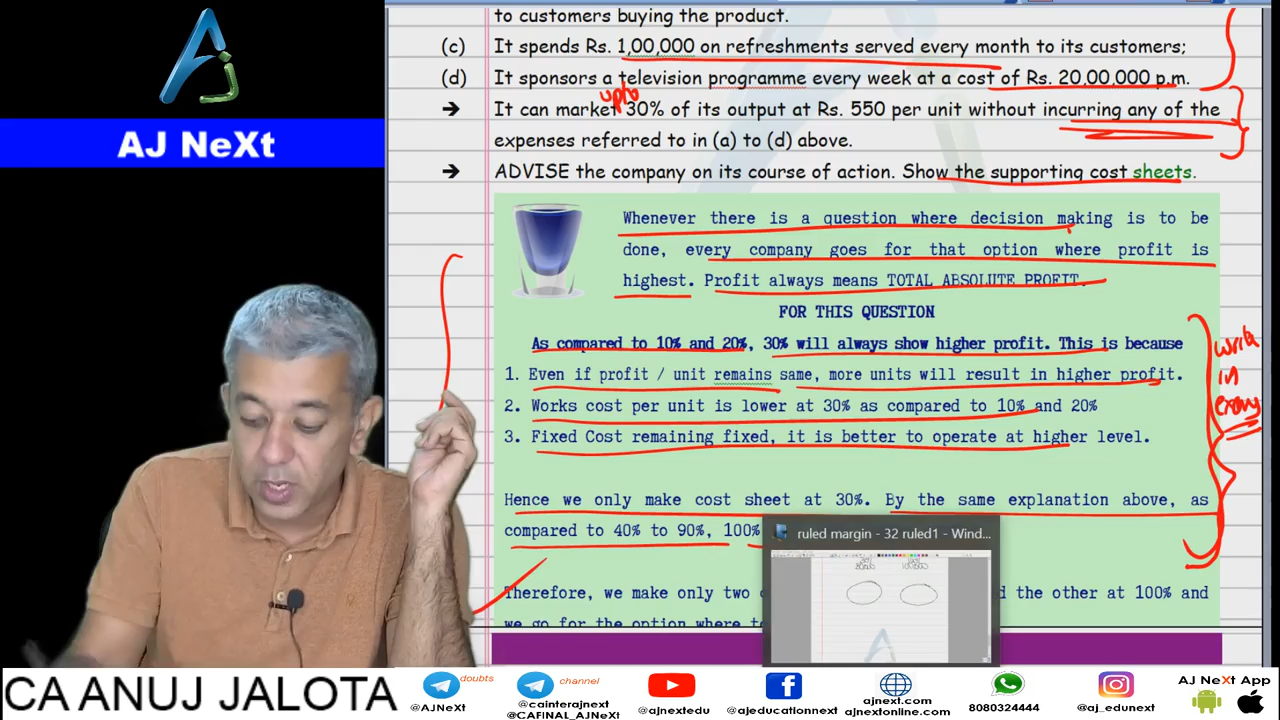 to customers buying the product.
(c) It spends Rs. 1,00,000 on refreshments served every month to its customers;
(d) It sponsors a television programme every week at a cost of Rs. 20,00,000 p.m.
upto
→ It can market 30% of its output at Rs. 550 per unit without incurring any of the
expenses referred to in (a) to (d) above.
→ ADVISE the company on its course of action. Show the supporting cost sheets.
Whenever there is a question where decision making is to be
done, every company goes for that option where profit is
highest. Profit always means TOTAL ABSOLUTE PROFIT.
FOR THIS QUESTION
As compared to 10% and 20%, 30% will always show higher profit. This is because
1. Even if profit / unit remains same, more units will result in higher profit.
2. Works cost per unit is lower at 30% as compared to 10% and 20%
3. Fixed Cost remaining fixed, it is better to operate at higher level.
write
in
exam
Hence we only make cost sheet at 30%. By the same explanation above, as
compared to 40% to 90%, 100%
ruled margin - 32 ruled1 - Wind...
Therefore, we make only two
d the other at 100% and
we go for the option where to
AJ NeXt
CA ANUJ JALOTA
doubts
@AJNeXt
channel
@cainterajnext
@CAFINAL_AJNeXt
@ajnextedu
@ajeducationnext
ajnext.com
ajnextonline.com
8080324444
@aj_edunext
AJ NeXt App